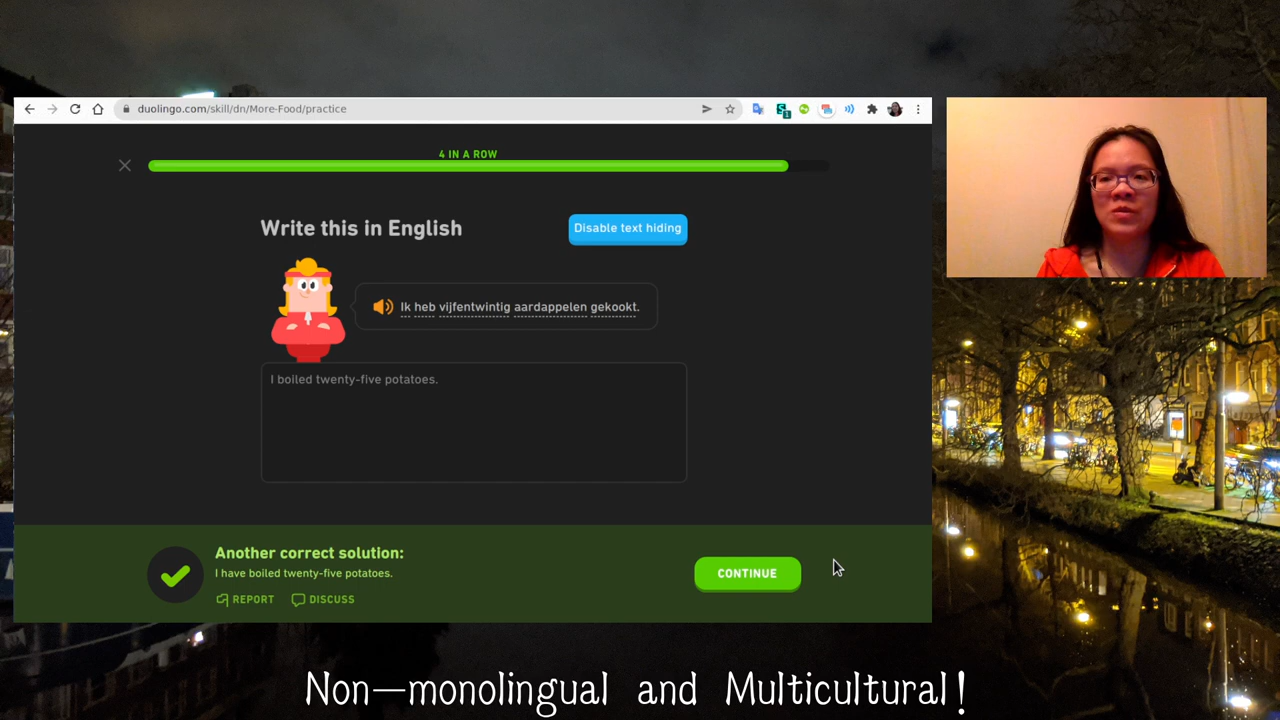 duolingo.com/skill/dn/More-Food/practice
1
4 IN A ROW
Write this in English
Disable text hiding
Ik heb vijfentwintig aardappelen gekookt.
I boiled twenty-five potatoes.
Another correct solution:
I have boiled twenty-five potatoes.
REPORT DISCUSS
CONTINUE
Non-monolingual and Multicultural!